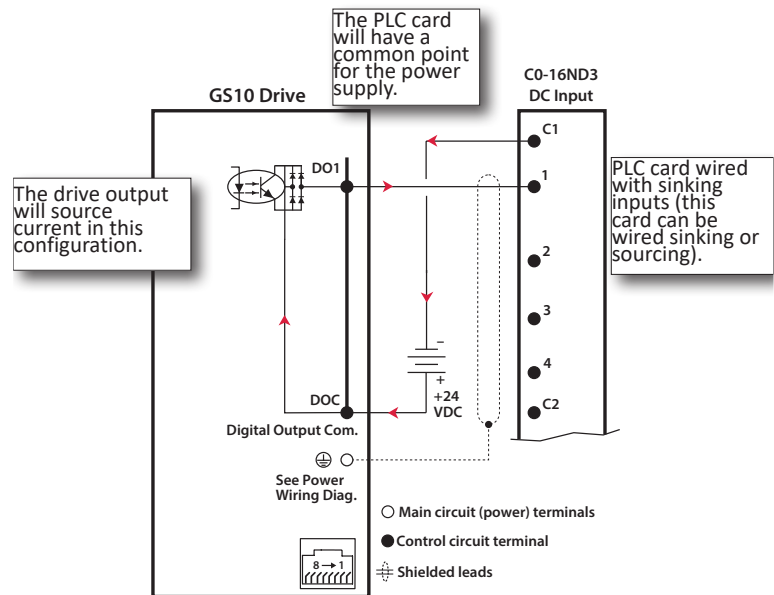 The PLC card
will have a
common point
for the power
supply.
C0-16ND3
DC Input
GS10 Drive
C1
DO1
1
The drive output
will source
current in this
configuration.
PLC card wired
with sinking
inputs (this
card can be
wired sinking or
sourcing).
2
3
–
4
+
+24
VDC
DOC
C2
Digital Output Com.
See Power
Wiring Diag.
Main circuit (power) terminals
Control circuit terminal
8→1
Shielded leads